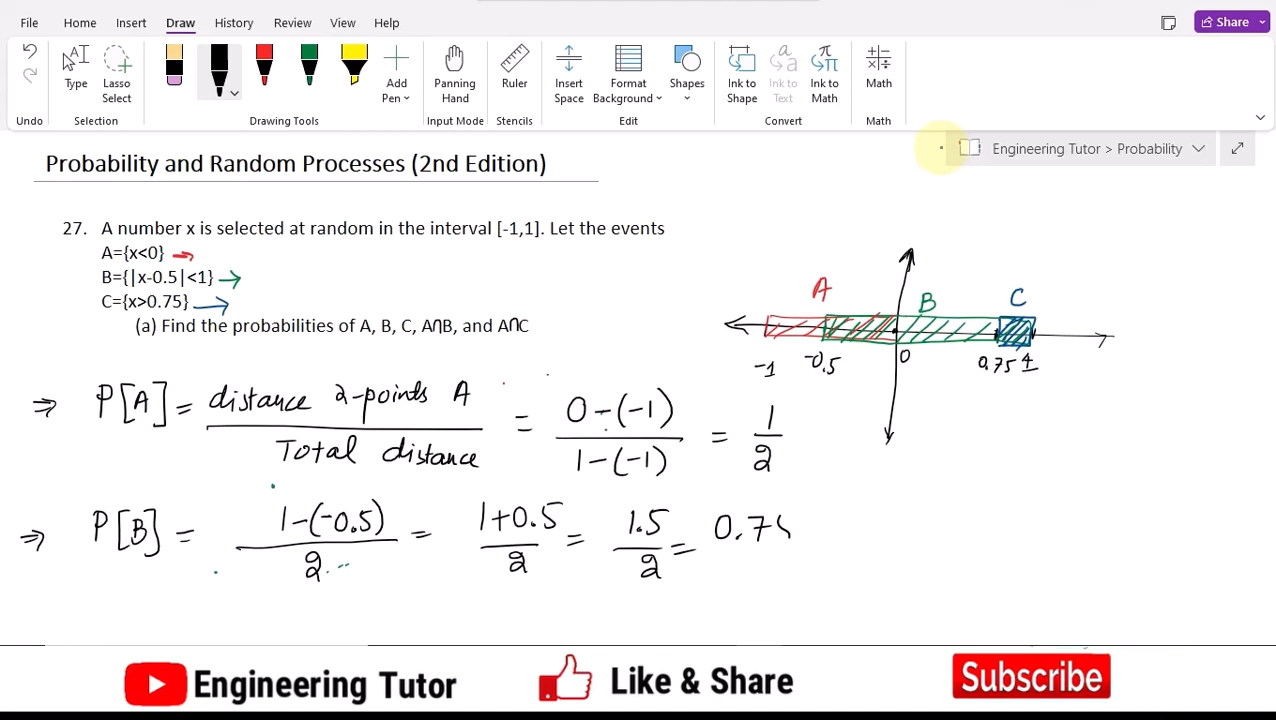 File Home Insert Draw History Review View Help Share
Undo Type Lasso Select Add Pen Panning Hand Ruler Insert Space Format Background Shapes Ink to Shape Ink to Text Ink to Math Math
Selection Drawing Tools Input Mode Stencils Edit Convert Math
Engineering Tutor > Probability
Probability and Random Processes (2nd Edition)
27. A number x is selected at random in the interval [-1,1]. Let the events
A={x<0}
B={|x-0.5|<1}
C={x>0.75}
(a) Find the probabilities of A, B, C, A∩B, and A∩C
A B C
-1 -0.5 0 0.75 1
⇒ P[A] = distance 2-points A / Total distance = 0-(-1) / 1-(-1) = 1/2
⇒ P[B] = 1-(-0.5) / 2 = 1+0.5 / 2 = 1.5 / 2 = 0.7
Engineering Tutor Like & Share Subscribe